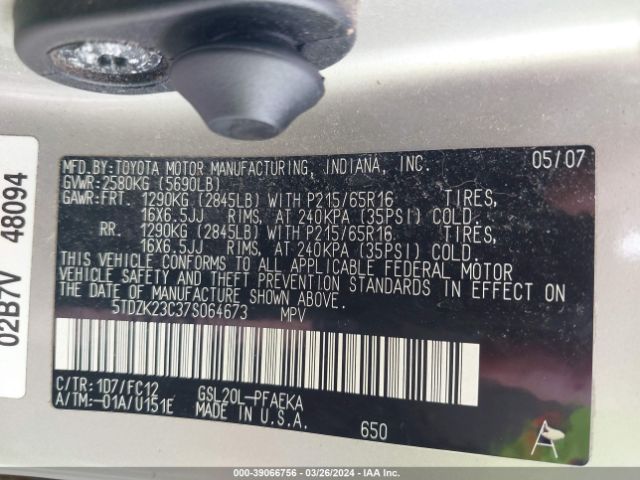 02B7V 48094
MFD.BY:TOYOTA MOTOR MANUFACTURING, INDIANA, INC. 05/07
GVWR:2580KG (5690LB)
GAWR:FRT. 1290KG (2845LB) WITH P215/65R16 TIRES,
16X6.5JJ RIMS, AT 240KPA (35PSI) COLD.
RR. 1290KG (2845LB) WITH P215/65R16 TIRES,
16X6.5JJ RIMS, AT 240KPA (35PSI) COLD.
THIS VEHICLE CONFORMS TO ALL APPLICABLE FEDERAL MOTOR
VEHICLE SAFETY AND THEFT PREVENTION STANDARDS IN EFFECT ON
THE DATE OF MANUFACTURE SHOWN ABOVE.
5TDZK23C37S064673 MPV
C/TR: 1D7/FC12 GSL20L-PFAEKA
A/TM: -01A/U151E MADE IN U.S.A.
650
000-39066756 | 03/26/2024 | IAA Inc.